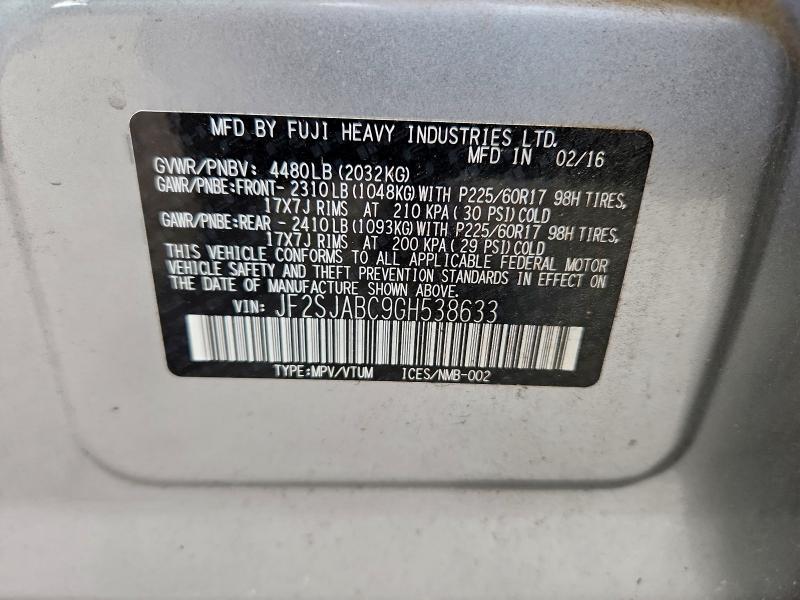 MFD BY FUJI HEAVY INDUSTRIES LTD.
MFD IN 02/16
GVWR/PNBV: 4480LB (2032KG)
GAWR/PNBE:FRONT- 2310LB (1048KG) WITH P225/60R17 98H TIRES,
17X7J RIMS AT 210 KPA ( 30 PSI) COLD
GAWR/PNBE:REAR - 2410LB (1093KG) WITH P225/60R17 98H TIRES,
17X7J RIMS AT 200 KPA ( 29 PSI) COLD
THIS VEHICLE CONFORMS TO ALL APPLICABLE FEDERAL MOTOR
VEHICLE SAFETY AND THEFT PREVENTION STANDARDS IN EFFECT ON
THE DATE OF MANUFACTURE SHOWN ABOVE.
VIN: JF2SJABC9GH538633
TYPE:MPV/VTUM ICES/NMB-002